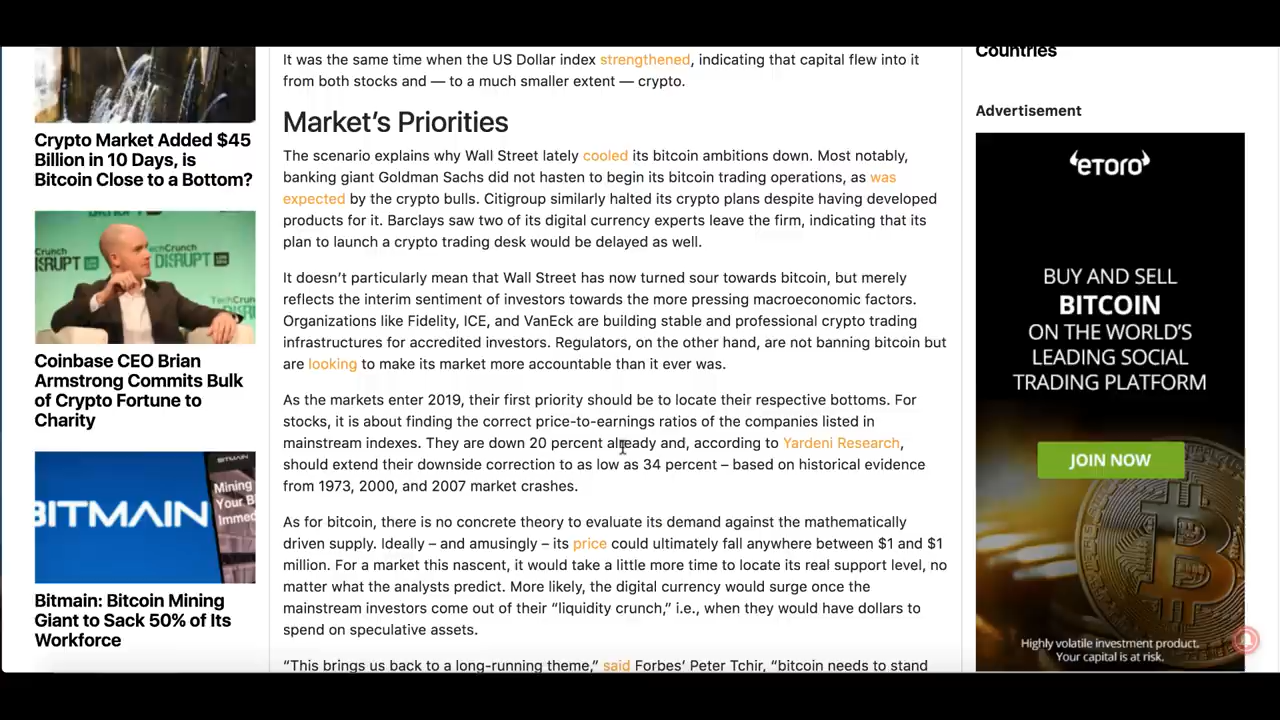 Crypto Market Added $45
Billion in 10 Days, is
Bitcoin Close to a Bottom?
Crunch
ISRUPT
TechCrunch
DISRUPT
TechCrun
Coinbase CEO Brian
Armstrong Commits Bulk
of Crypto Fortune to
Charity
BITMAIN
Mining
Your B
Immed
Bitmain: Bitcoin Mining
Giant to Sack 50% of Its
Workforce
It was the same time when the US Dollar index strengthened, indicating that capital flew into it
from both stocks and — to a much smaller extent — crypto.
Market’s Priorities
The scenario explains why Wall Street lately cooled its bitcoin ambitions down. Most notably,
banking giant Goldman Sachs did not hasten to begin its bitcoin trading operations, as was
expected by the crypto bulls. Citigroup similarly halted its crypto plans despite having developed
products for it. Barclays saw two of its digital currency experts leave the firm, indicating that its
plan to launch a crypto trading desk would be delayed as well.
It doesn’t particularly mean that Wall Street has now turned sour towards bitcoin, but merely
reflects the interim sentiment of investors towards the more pressing macroeconomic factors.
Organizations like Fidelity, ICE, and VanEck are building stable and professional crypto trading
infrastructures for accredited investors. Regulators, on the other hand, are not banning bitcoin but
are looking to make its market more accountable than it ever was.
As the markets enter 2019, their first priority should be to locate their respective bottoms. For
stocks, it is about finding the correct price-to-earnings ratios of the companies listed in
mainstream indexes. They are down 20 percent already and, according to Yardeni Research,
should extend their downside correction to as low as 34 percent – based on historical evidence
from 1973, 2000, and 2007 market crashes.
As for bitcoin, there is no concrete theory to evaluate its demand against the mathematically
driven supply. Ideally – and amusingly – its price could ultimately fall anywhere between $1 and $1
million. For a market this nascent, it would take a little more time to locate its real support level, no
matter what the analysts predict. More likely, the digital currency would surge once the
mainstream investors come out of their “liquidity crunch,” i.e., when they would have dollars to
spend on speculative assets.
“This brings us back to a long-running theme,” said Forbes’ Peter Tchir, “bitcoin needs to stand
Countries
Advertisement
eToro
BUY AND SELL
BITCOIN
ON THE WORLD’S
LEADING SOCIAL
TRADING PLATFORM
JOIN NOW
Highly volatile investment product.
Your capital is at risk.